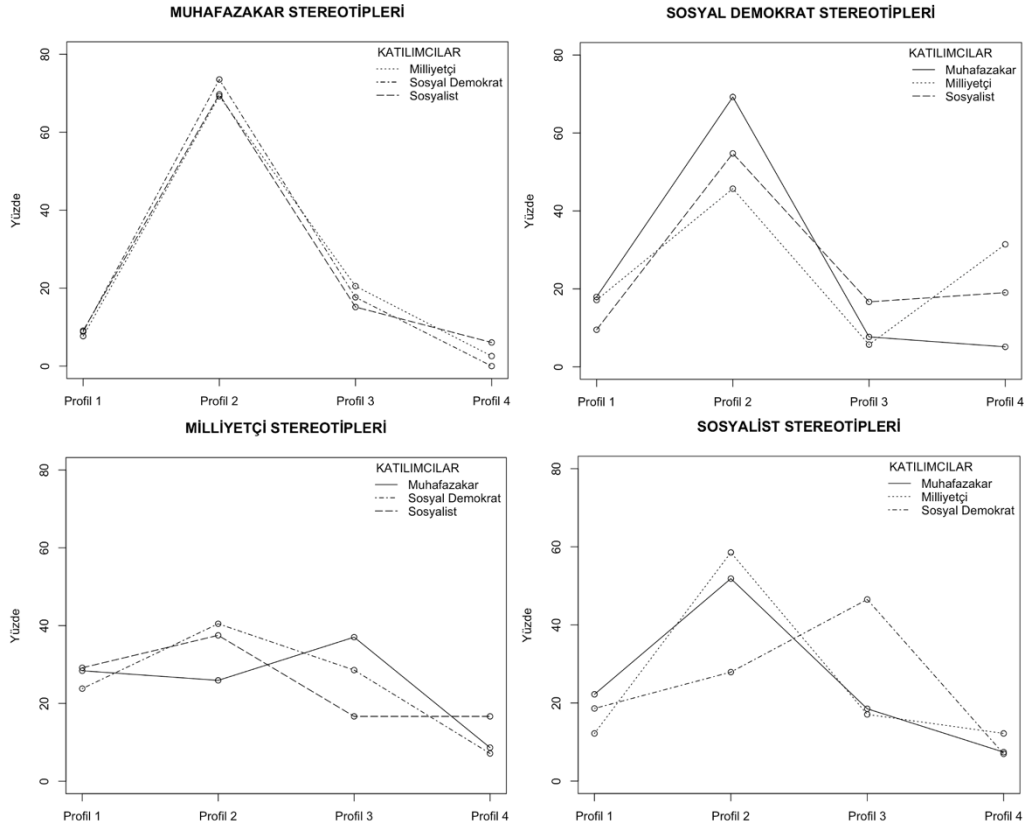 MUHAFAZAKAR STEREOTİPLERİ
KATILIMCILAR
Milliyetçi
Sosyal Demokrat
Sosyalist
Yüzde
80
60
40
20
0
Profil 1 Profil 2 Profil 3 Profil 4
SOSYAL DEMOKRAT STEREOTİPLERİ
KATILIMCILAR
Muhafazakar
Milliyetçi
Sosyalist
Yüzde
80
60
40
20
0
Profil 1 Profil 2 Profil 3 Profil 4
MİLLİYETÇİ STEREOTİPLERİ
KATILIMCILAR
Muhafazakar
Sosyal Demokrat
Sosyalist
Yüzde
80
60
40
20
0
Profil 1 Profil 2 Profil 3 Profil 4
SOSYALİST STEREOTİPLERİ
KATILIMCILAR
Muhafazakar
Milliyetçi
Sosyal Demokrat
Yüzde
80
60
40
20
0
Profil 1 Profil 2 Profil 3 Profil 4